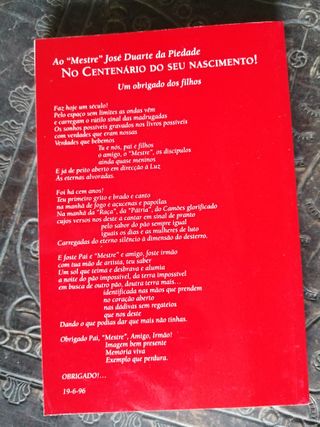 Ao "Mestre" José Duarte da Piedade
No Centenário do seu nascimento!
Um obrigado dos filhos
Faz hoje um século!
Pelo espaço sem limites as ondas vêm
e carregam o rútilo sinal das madrugadas
Os sonhos possíveis gravados nos livros possíveis
com verdades que eram nossas
Verdades que bebemos
Tu e nós, pai e filhos
o amigo, o "Mestre", os discípulos
ainda quase meninos
E já de peito aberto em direcção à Luz
Às eternas alvoradas.
Foi há cem anos!
Teu primeiro grito e brado e canto
na manhã de fogo e açucenas e papoilas
Na manhã da "Raça", da "Pátria", do Camões glorificado
cujos versos nos deste a cantar em sinal de pranto
pelo sabor do pão sempre igual
iguais os dias e as mulheres de luto
Carregadas do eterno silêncio à dimensão do desterro.
E foste Pai e "Mestre" e amigo, foste irmão
com tua mão de artista, teu saber
Um sol que teima e desbrava e alumia
a noite do pão impossível, da terra impossível
em busca de outro pão, doutra terra mais...
identificada nas mãos que prendem
no coração aberto
nas dádivas sem regateios
que nos deste
Dando o que podias dar que mais não tinhas.
Obrigado Pai, "Mestre", Amigo, Irmão!
Imagem bem presente
Memória viva
Exemplo que perdura.
OBRIGADO!...
19-6-96